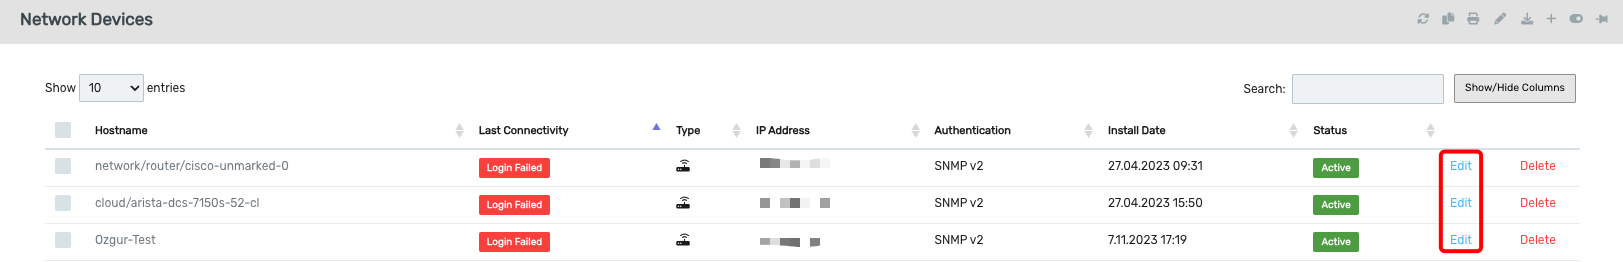 Network Devices
Show 10 entries Search: Show/Hide Columns
Hostname Last Connectivity Type IP Address Authentication Install Date Status
network/router/cisco-unmarked-0 Login Failed SNMP v2 27.04.2023 09:31 Active Edit Delete
cloud/arista-dcs-7150s-52-cl Login Failed SNMP v2 27.04.2023 15:50 Active Edit Delete
Ozgur-Test Login Failed SNMP v2 7.11.2023 17:19 Active Edit Delete